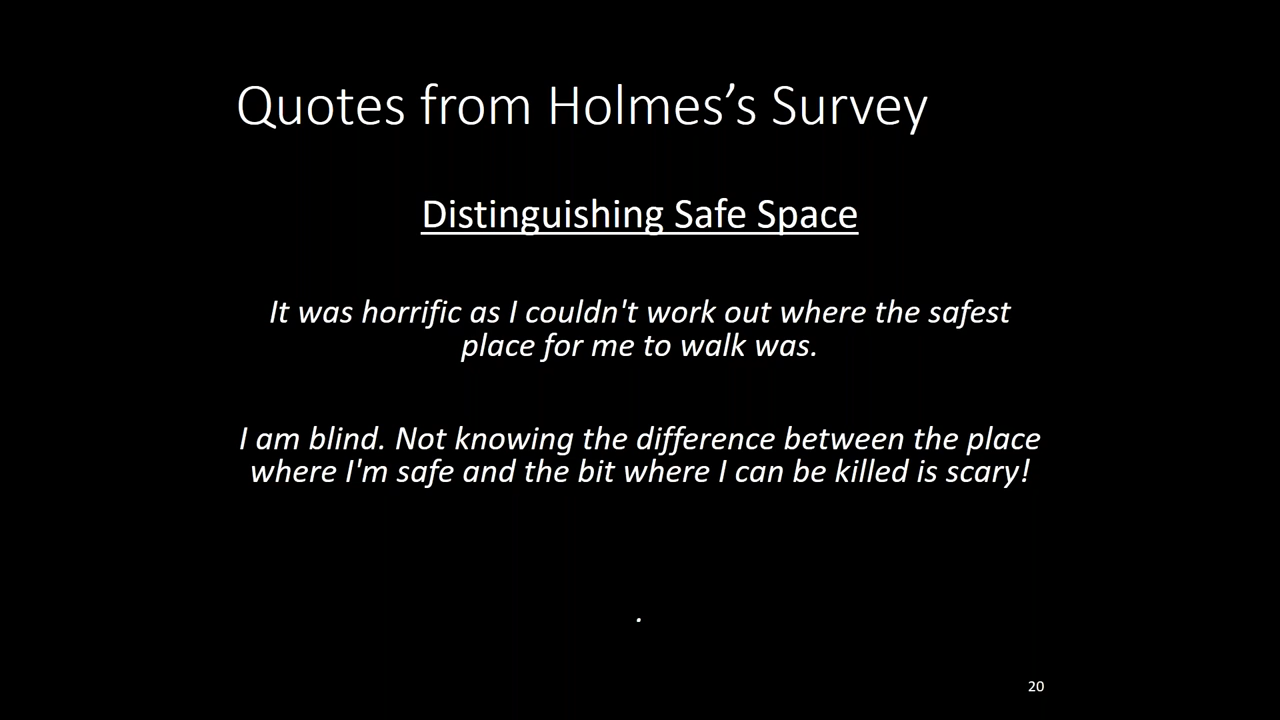 Quotes from Holmes’s Survey
Distinguishing Safe Space
It was horrific as I couldn't work out where the safest
place for me to walk was.
I am blind. Not knowing the difference between the place
where I'm safe and the bit where I can be killed is scary!
.
20